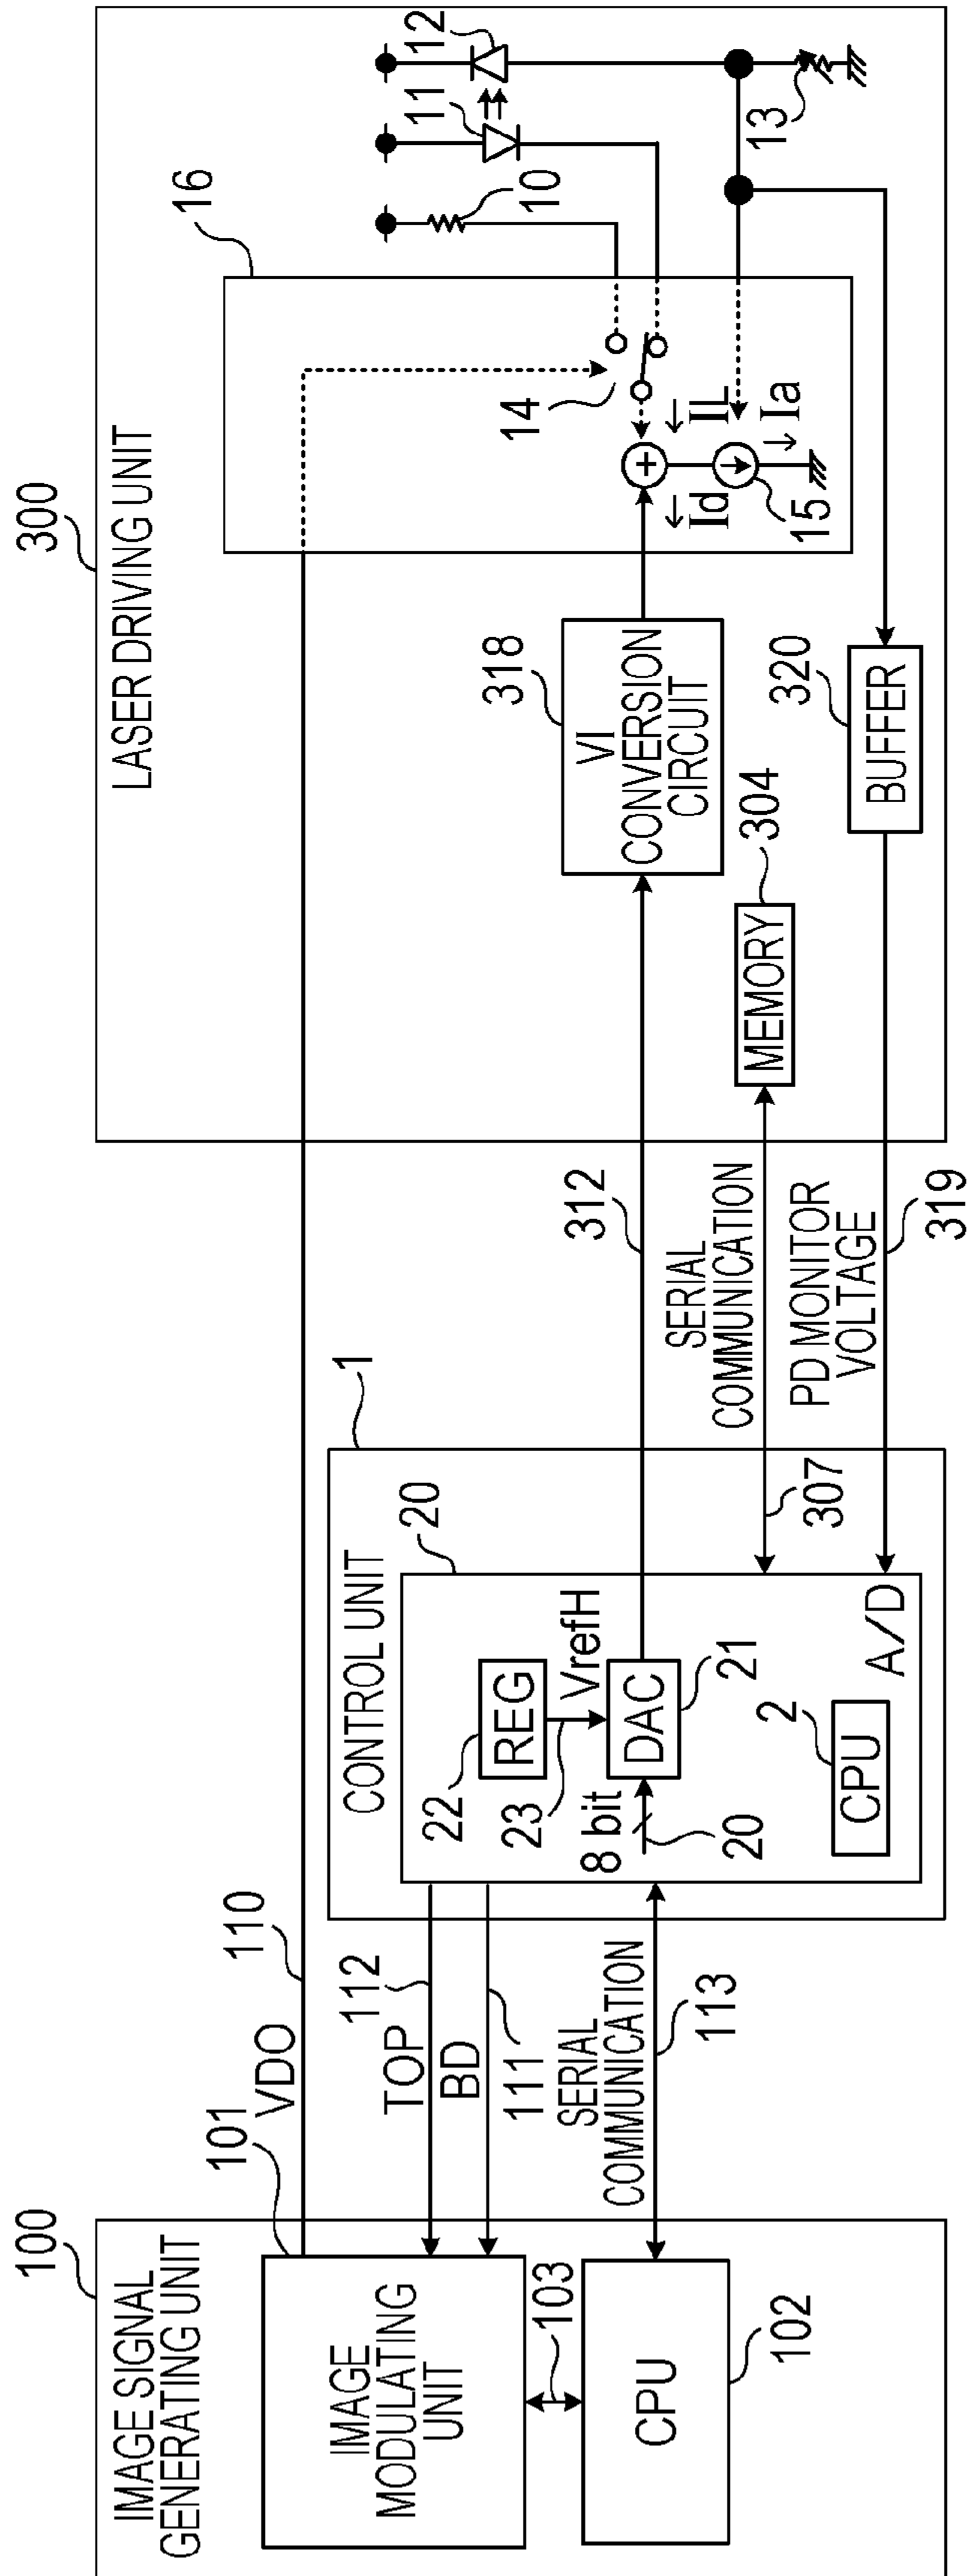 100
IMAGE SIGNAL
GENERATING UNIT
101
IMAGE
MODULATING
UNIT
103
CPU
102
VDO
110
TOP
112
BD
111
SERIAL
COMMUNICATION
113
1
CONTROL UNIT
20
22
REG
23
VrefH
8 bit
DAC
20
21
2
CPU
A/D
312
SERIAL
COMMUNICATION
307
PD MONITOR
VOLTAGE
319
300
LASER DRIVING UNIT
318
VI
CONVERSION
CIRCUIT
304
MEMORY
320
BUFFER
16
14
+
Id
IL
15
Ia
10
11
12
13